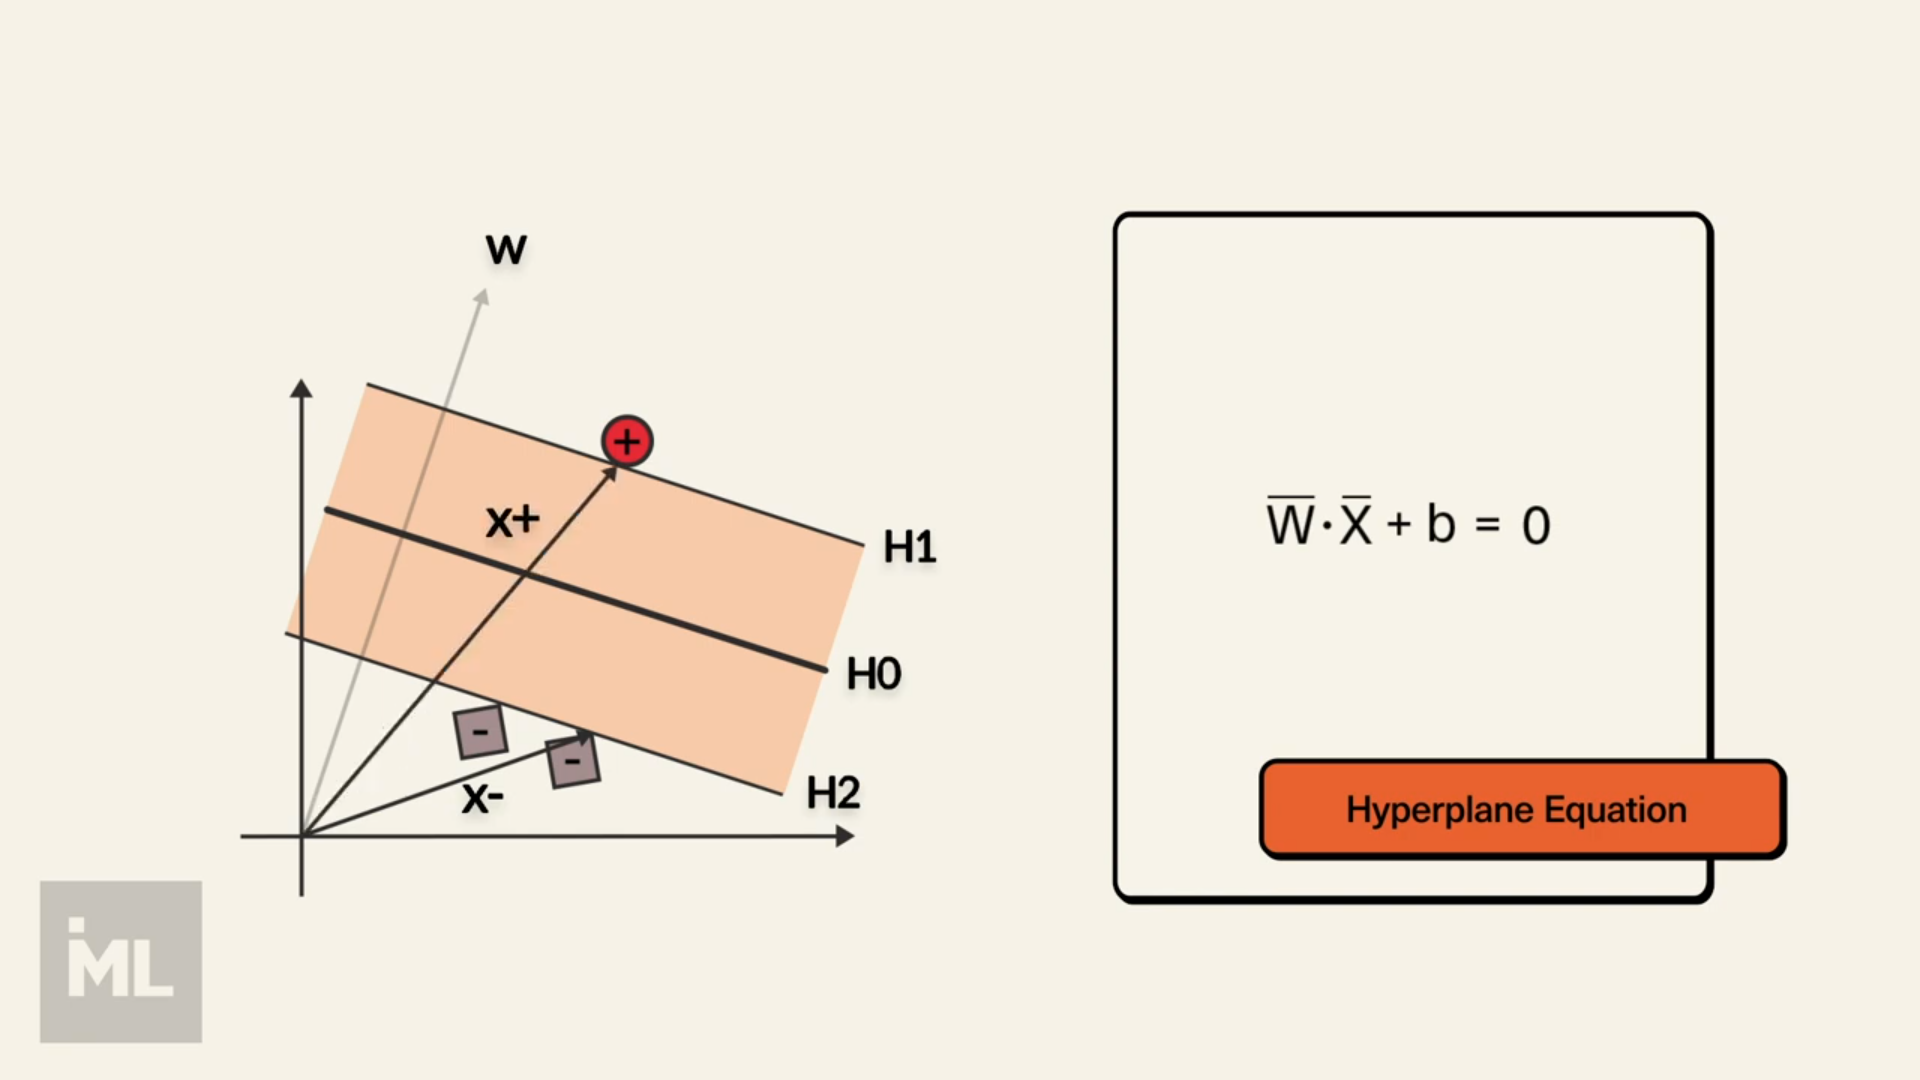 W
+
x+
H1
H0
-
-
x-
H2
W̅·X̅ + b = 0
Hyperplane Equation
iML